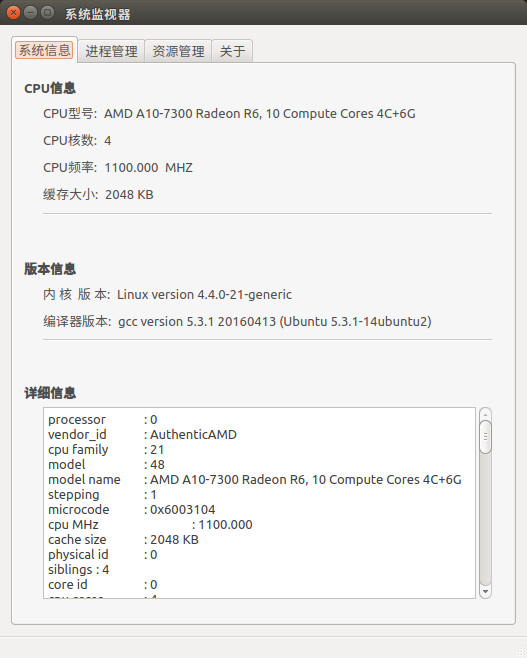 系统监视器
系统信息 进程管理 资源管理 关于
CPU信息
CPU型号: AMD A10-7300 Radeon R6, 10 Compute Cores 4C+6G
CPU核数: 4
CPU频率: 1100.000 MHZ
缓存大小: 2048 KB
版本信息
内 核 版 本: Linux version 4.4.0-21-generic
编译器版本: gcc version 5.3.1 20160413 (Ubuntu 5.3.1-14ubuntu2)
详细信息
processor : 0
vendor_id : AuthenticAMD
cpu family : 21
model : 48
model name : AMD A10-7300 Radeon R6, 10 Compute Cores 4C+6G
stepping : 1
microcode : 0x6003104
cpu MHz : 1100.000
cache size : 2048 KB
physical id : 0
siblings : 4
core id : 0